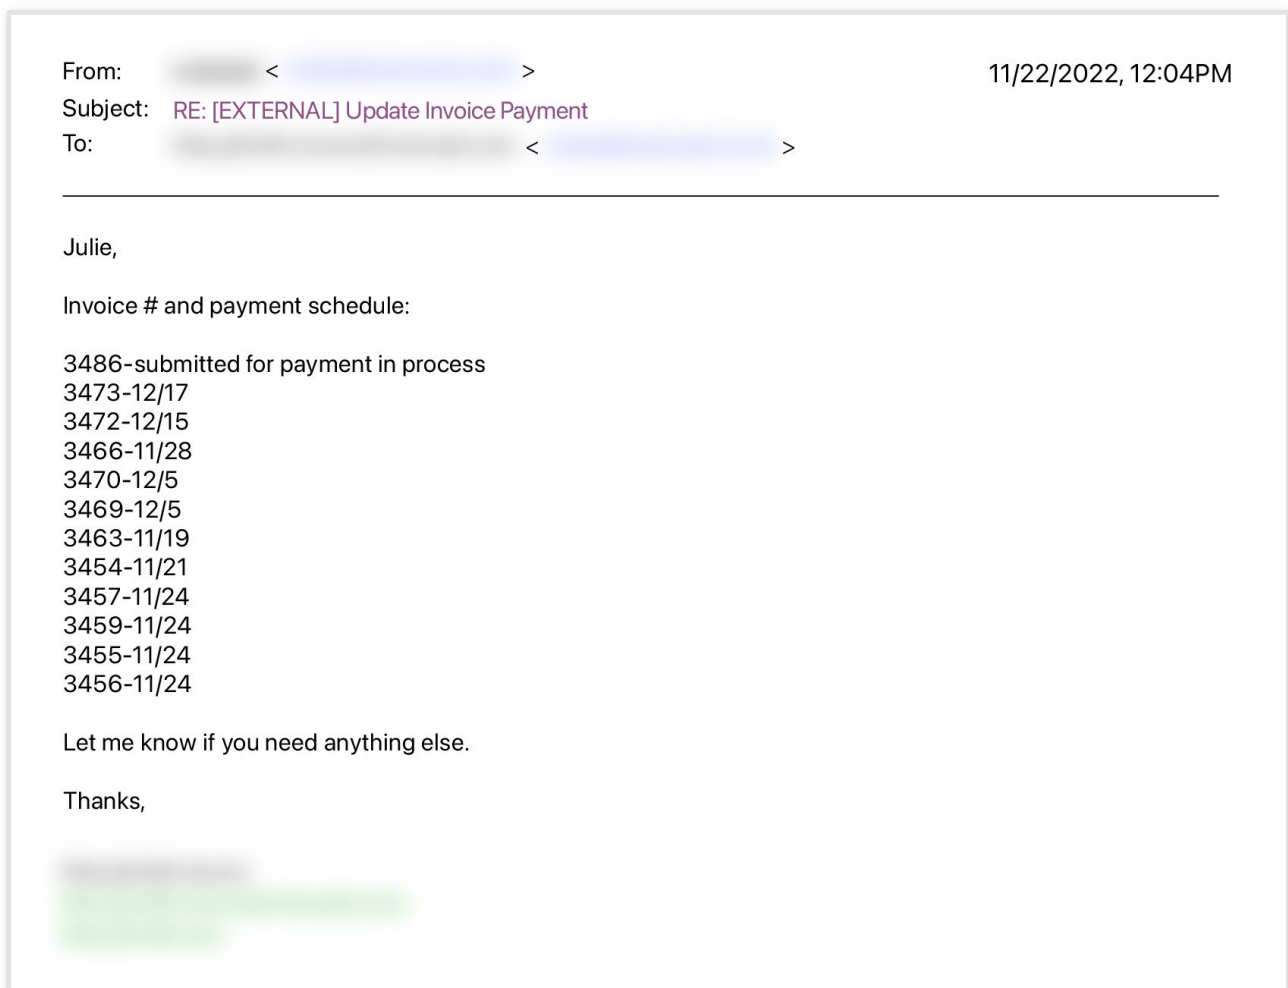 From: < >
11/22/2022, 12:04PM
Subject: RE: [EXTERNAL] Update Invoice Payment
To: < >
Julie,
Invoice # and payment schedule:
3486-submitted for payment in process
3473-12/17
3472-12/15
3466-11/28
3470-12/5
3469-12/5
3463-11/19
3454-11/21
3457-11/24
3459-11/24
3455-11/24
3456-11/24
Let me know if you need anything else.
Thanks,